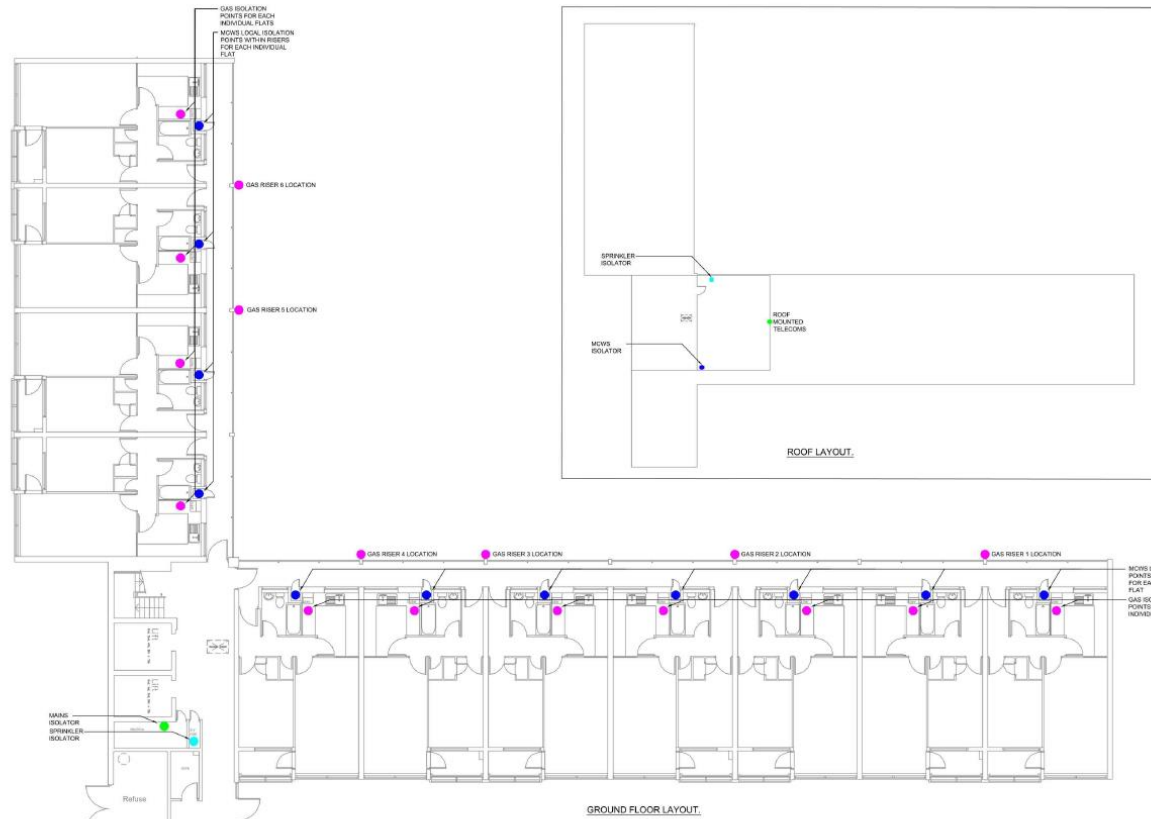 GAS ISOLATION
POINTS FOR EACH
INDIVIDUAL FLATS
MCWS LOCAL ISOLATION
POINTS WITHIN RISERS
FOR EACH INDIVIDUAL
FLAT
GAS RISER 6 LOCATION
GAS RISER 5 LOCATION
SPRINKLER
ISOLATOR
ROOF
MOUNTED
TELECOMS
MCWS
ISOLATOR
ROOF LAYOUT.
GAS RISER 4 LOCATION
GAS RISER 3 LOCATION
GAS RISER 2 LOCATION
GAS RISER 1 LOCATION
MCWS L
POINTS
FOR EA
FLAT
GAS ISO
POINTS
INDIVID
Lift
Lift
MAINS
ISOLATOR
SPRINKLER
ISOLATOR
Refuse
GROUND FLOOR LAYOUT.